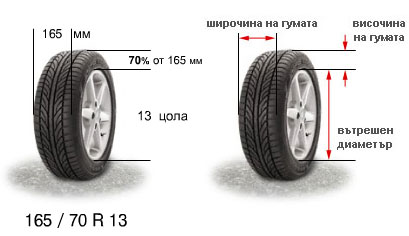 165 мм
70% от 165 мм
13 цола
165 / 70 R 13
широчина на гумата
височина
на гумата
вътрешен
диаметър